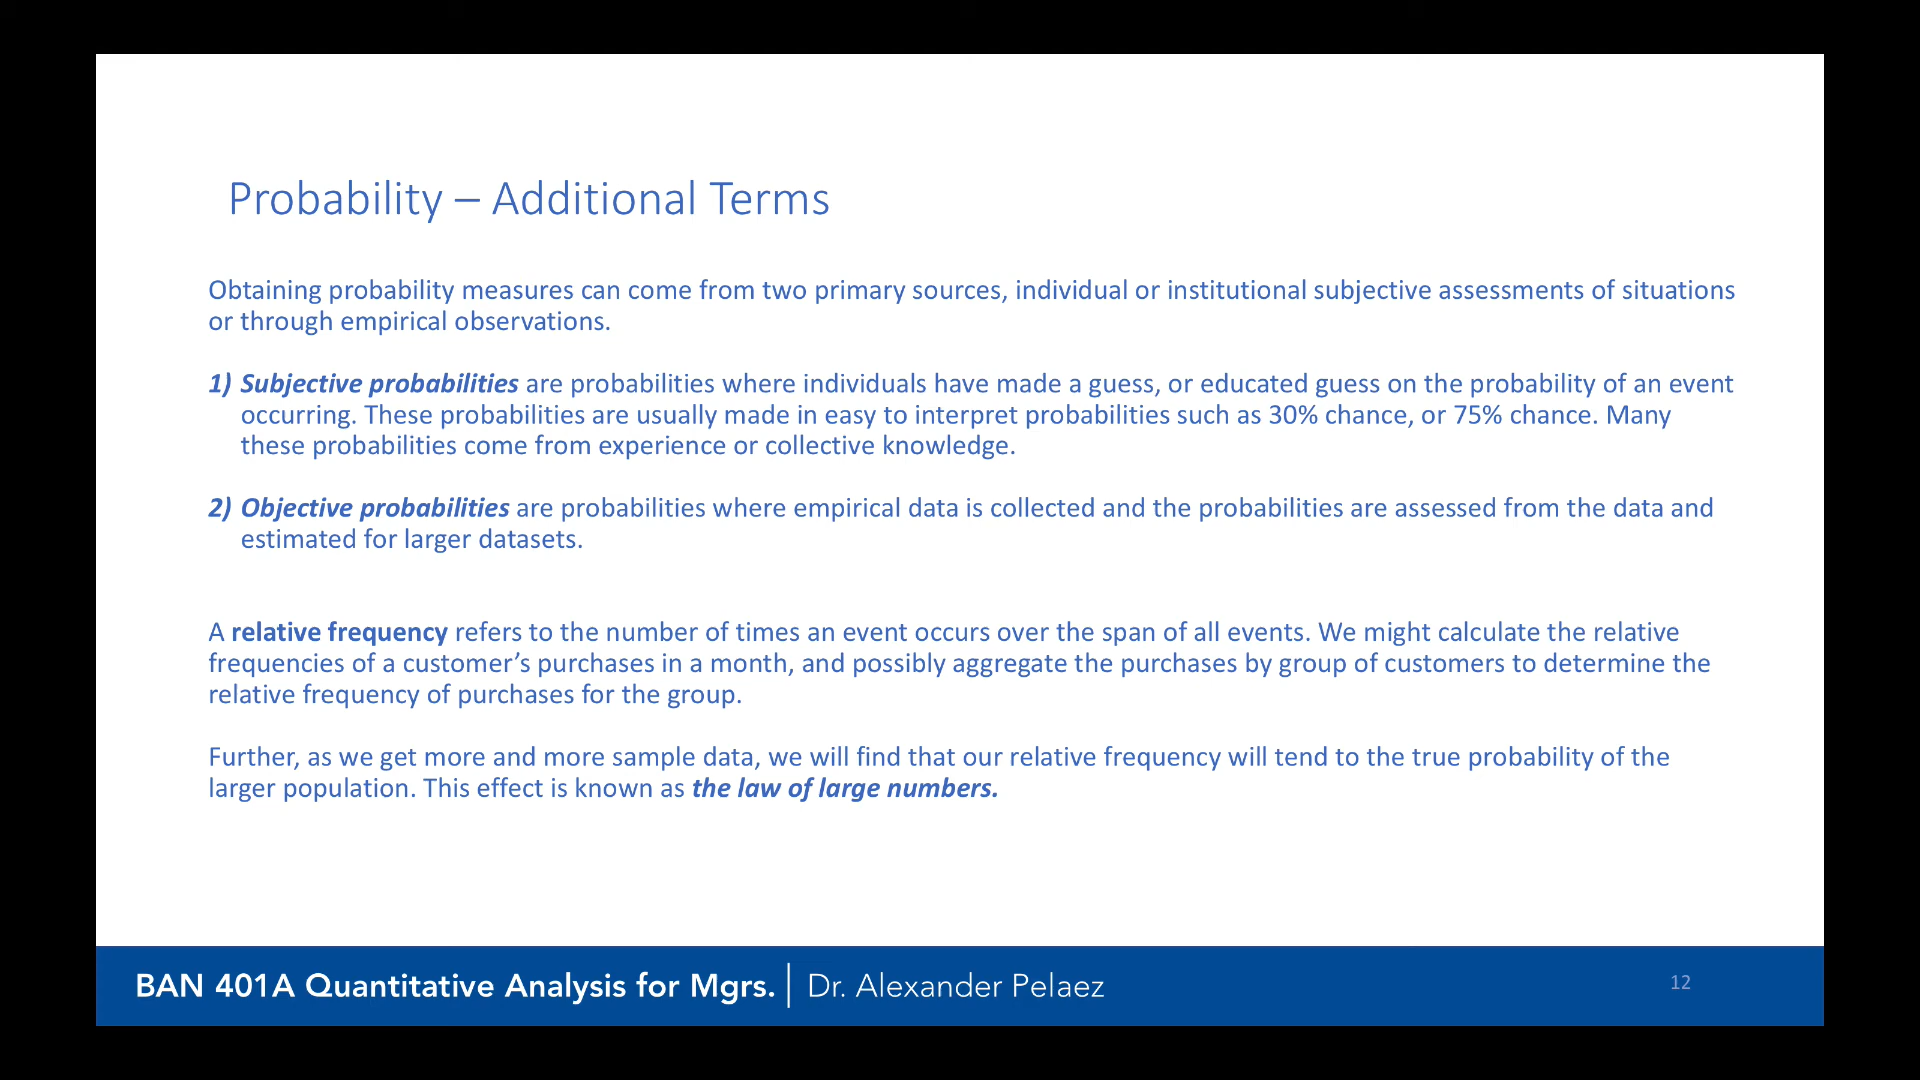 Probability – Additional Terms
Obtaining probability measures can come from two primary sources, individual or institutional subjective assessments of situations
or through empirical observations.
1) Subjective probabilities are probabilities where individuals have made a guess, or educated guess on the probability of an event
occurring. These probabilities are usually made in easy to interpret probabilities such as 30% chance, or 75% chance. Many
these probabilities come from experience or collective knowledge.
2) Objective probabilities are probabilities where empirical data is collected and the probabilities are assessed from the data and
estimated for larger datasets.
A relative frequency refers to the number of times an event occurs over the span of all events. We might calculate the relative
frequencies of a customer’s purchases in a month, and possibly aggregate the purchases by group of customers to determine the
relative frequency of purchases for the group.
Further, as we get more and more sample data, we will find that our relative frequency will tend to the true probability of the
larger population. This effect is known as the law of large numbers.
BAN 401A Quantitative Analysis for Mgrs. | Dr. Alexander Pelaez
12